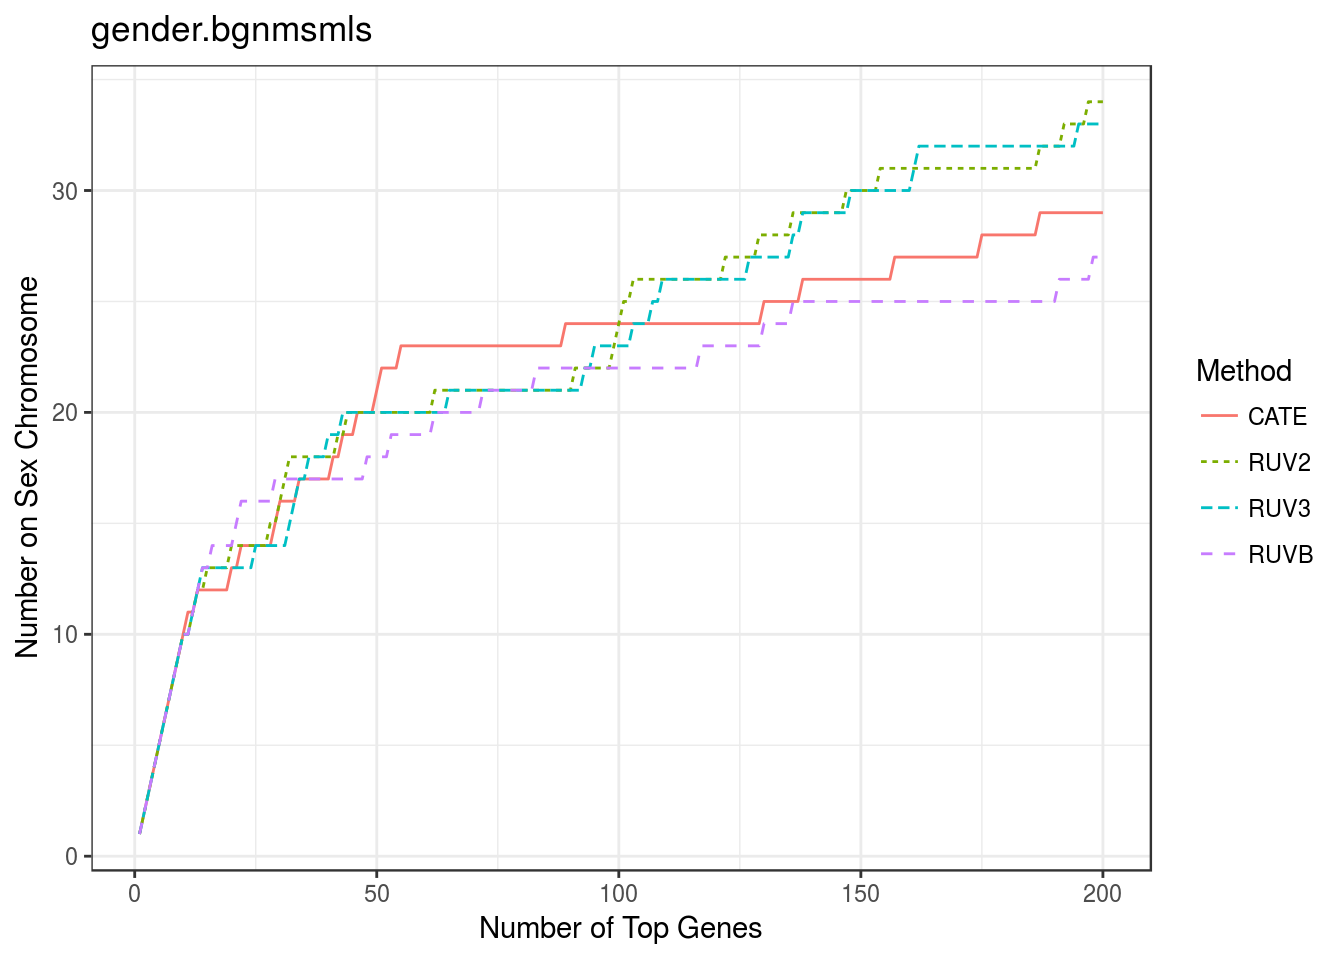 gender.bgnmsmls
Number on Sex Chromosome
30
20
10
0
0 50 100 150 200
Number of Top Genes
Method
CATE
RUV2
RUV3
RUVB